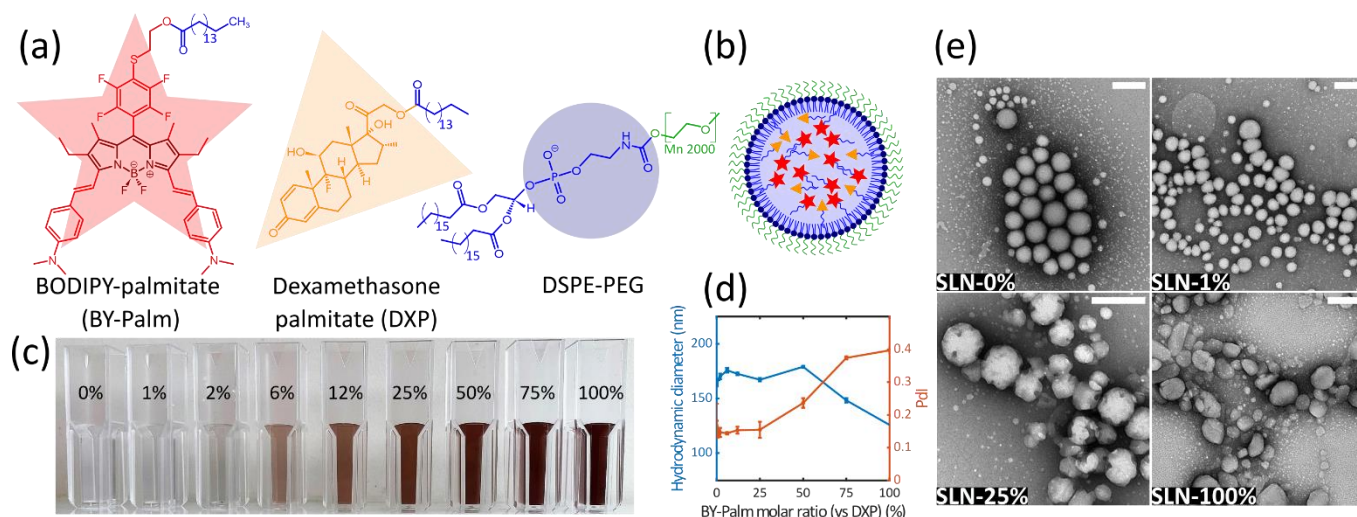 (a)
O
O
13
CH3
S
F
F
F
F
N
N
B
⊖
⊕
F
F
N
N
BODIPY-palmitate
(BY-Palm)
O
O
13
O
OH
HO
F
H
O
Dexamethasone
palmitate (DXP)
O
⊖
O
P
O
O
H
N
O
O
O
Mn 2000
15
O
O
H
15
O
O
DSPE-PEG
(b)
(c)
0% 1% 2% 6% 12% 25% 50% 75% 100%
(d)
Hydrodynamic diameter (nm)
200
150
100
0.4
0.3
0.2
0.1
0
PdI
0 25 50 75 100
BY-Palm molar ratio (vs DXP) (%)
(e)
SLN-0%
SLN-1%
SLN-25%
SLN-100%